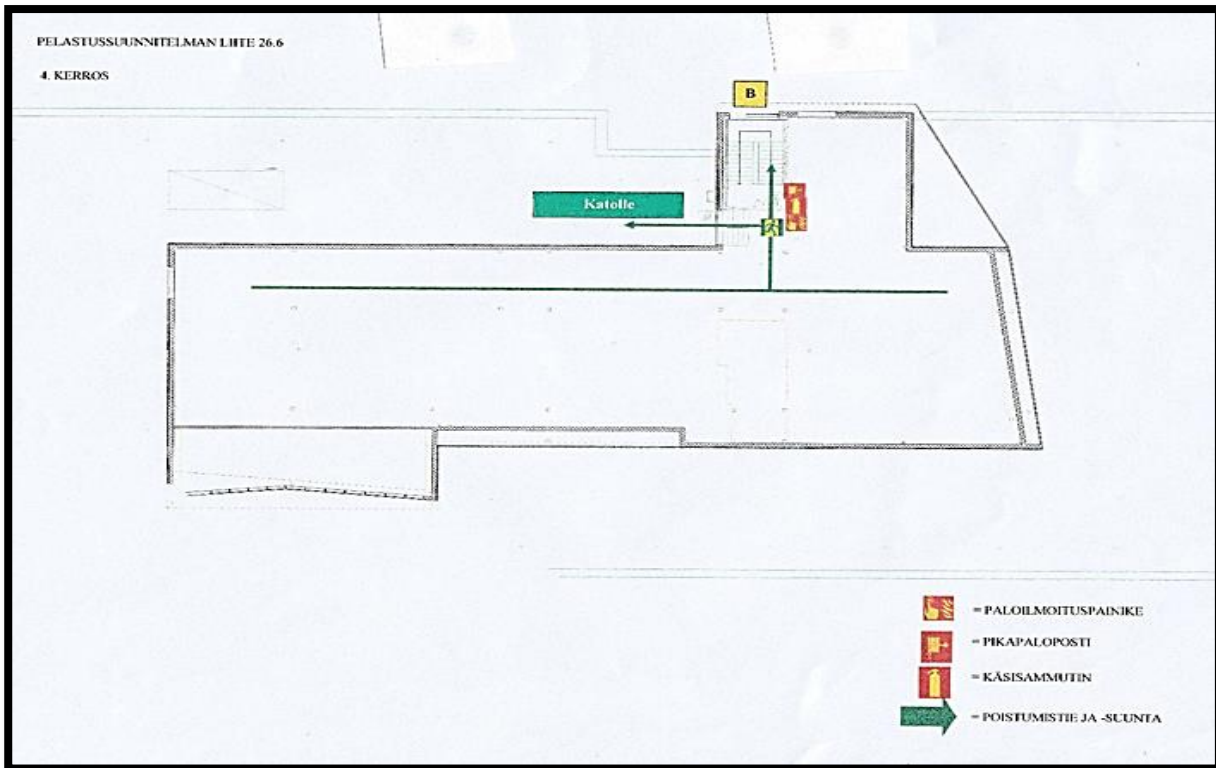 PELASTUSSUUNNITELMAN LIITE 26.6
4. KERROS
B
Katolle
= PALOILMOITUSPAINIKE
= PIKAPALOPOSTI
= KÄSISAMMUTIN
= POISTUMISTIE JA -SUUNTA